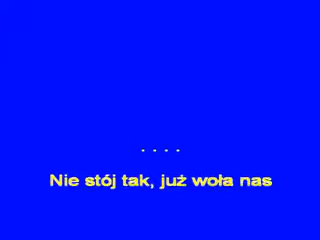 . . . .
Nie stój tak, już woła nas